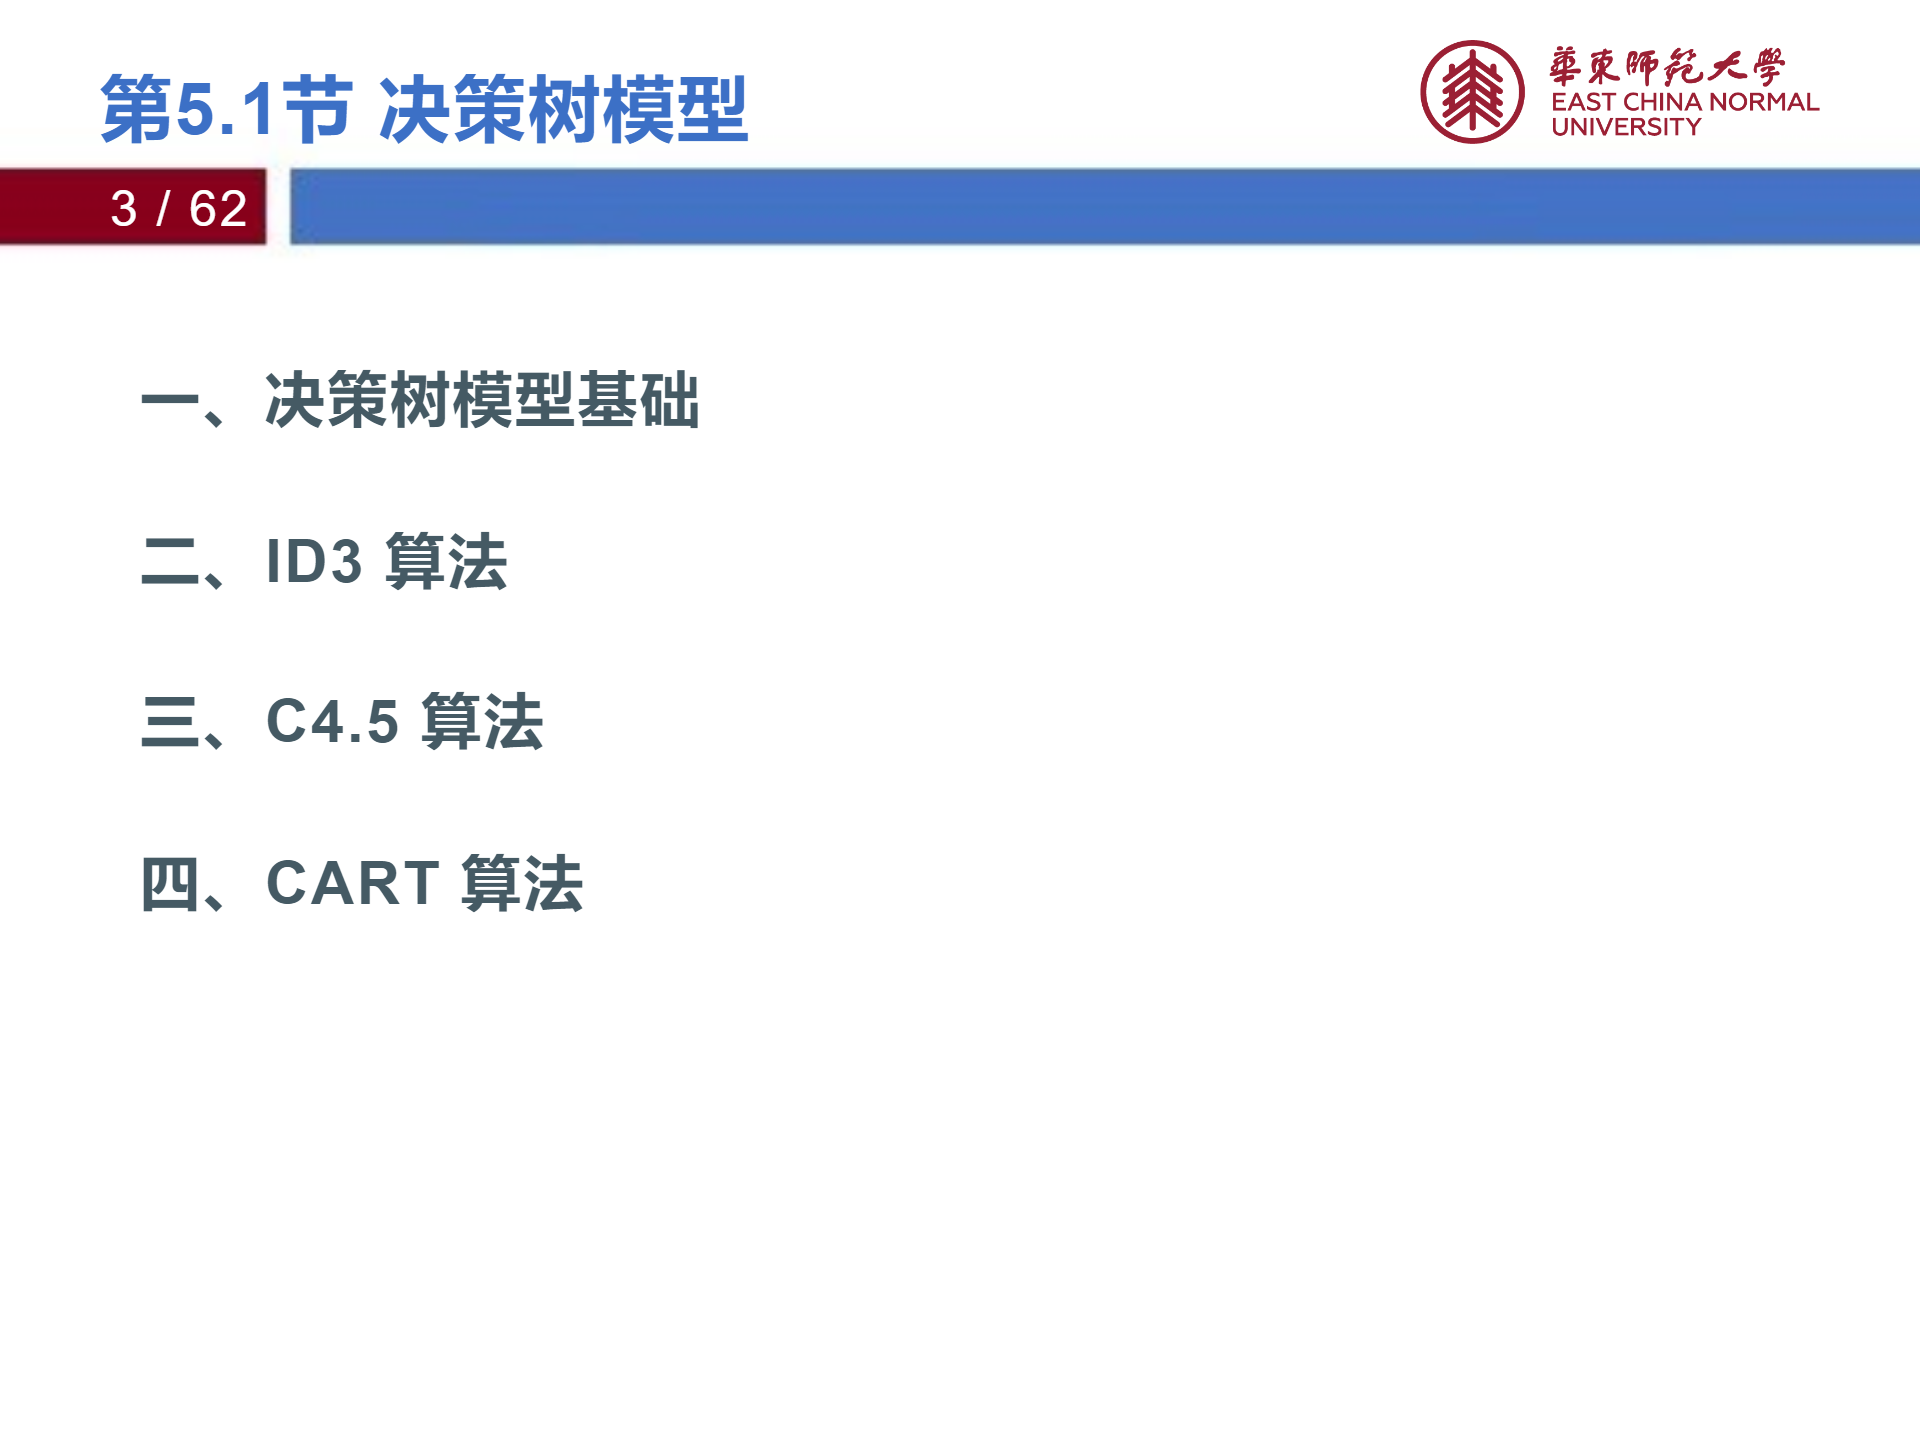 第5.1节 决策树模型
華東師範大學
EAST CHINA NORMAL
UNIVERSITY
3 / 62
一、决策树模型基础
二、ID3 算法
三、C4.5 算法
四、CART 算法